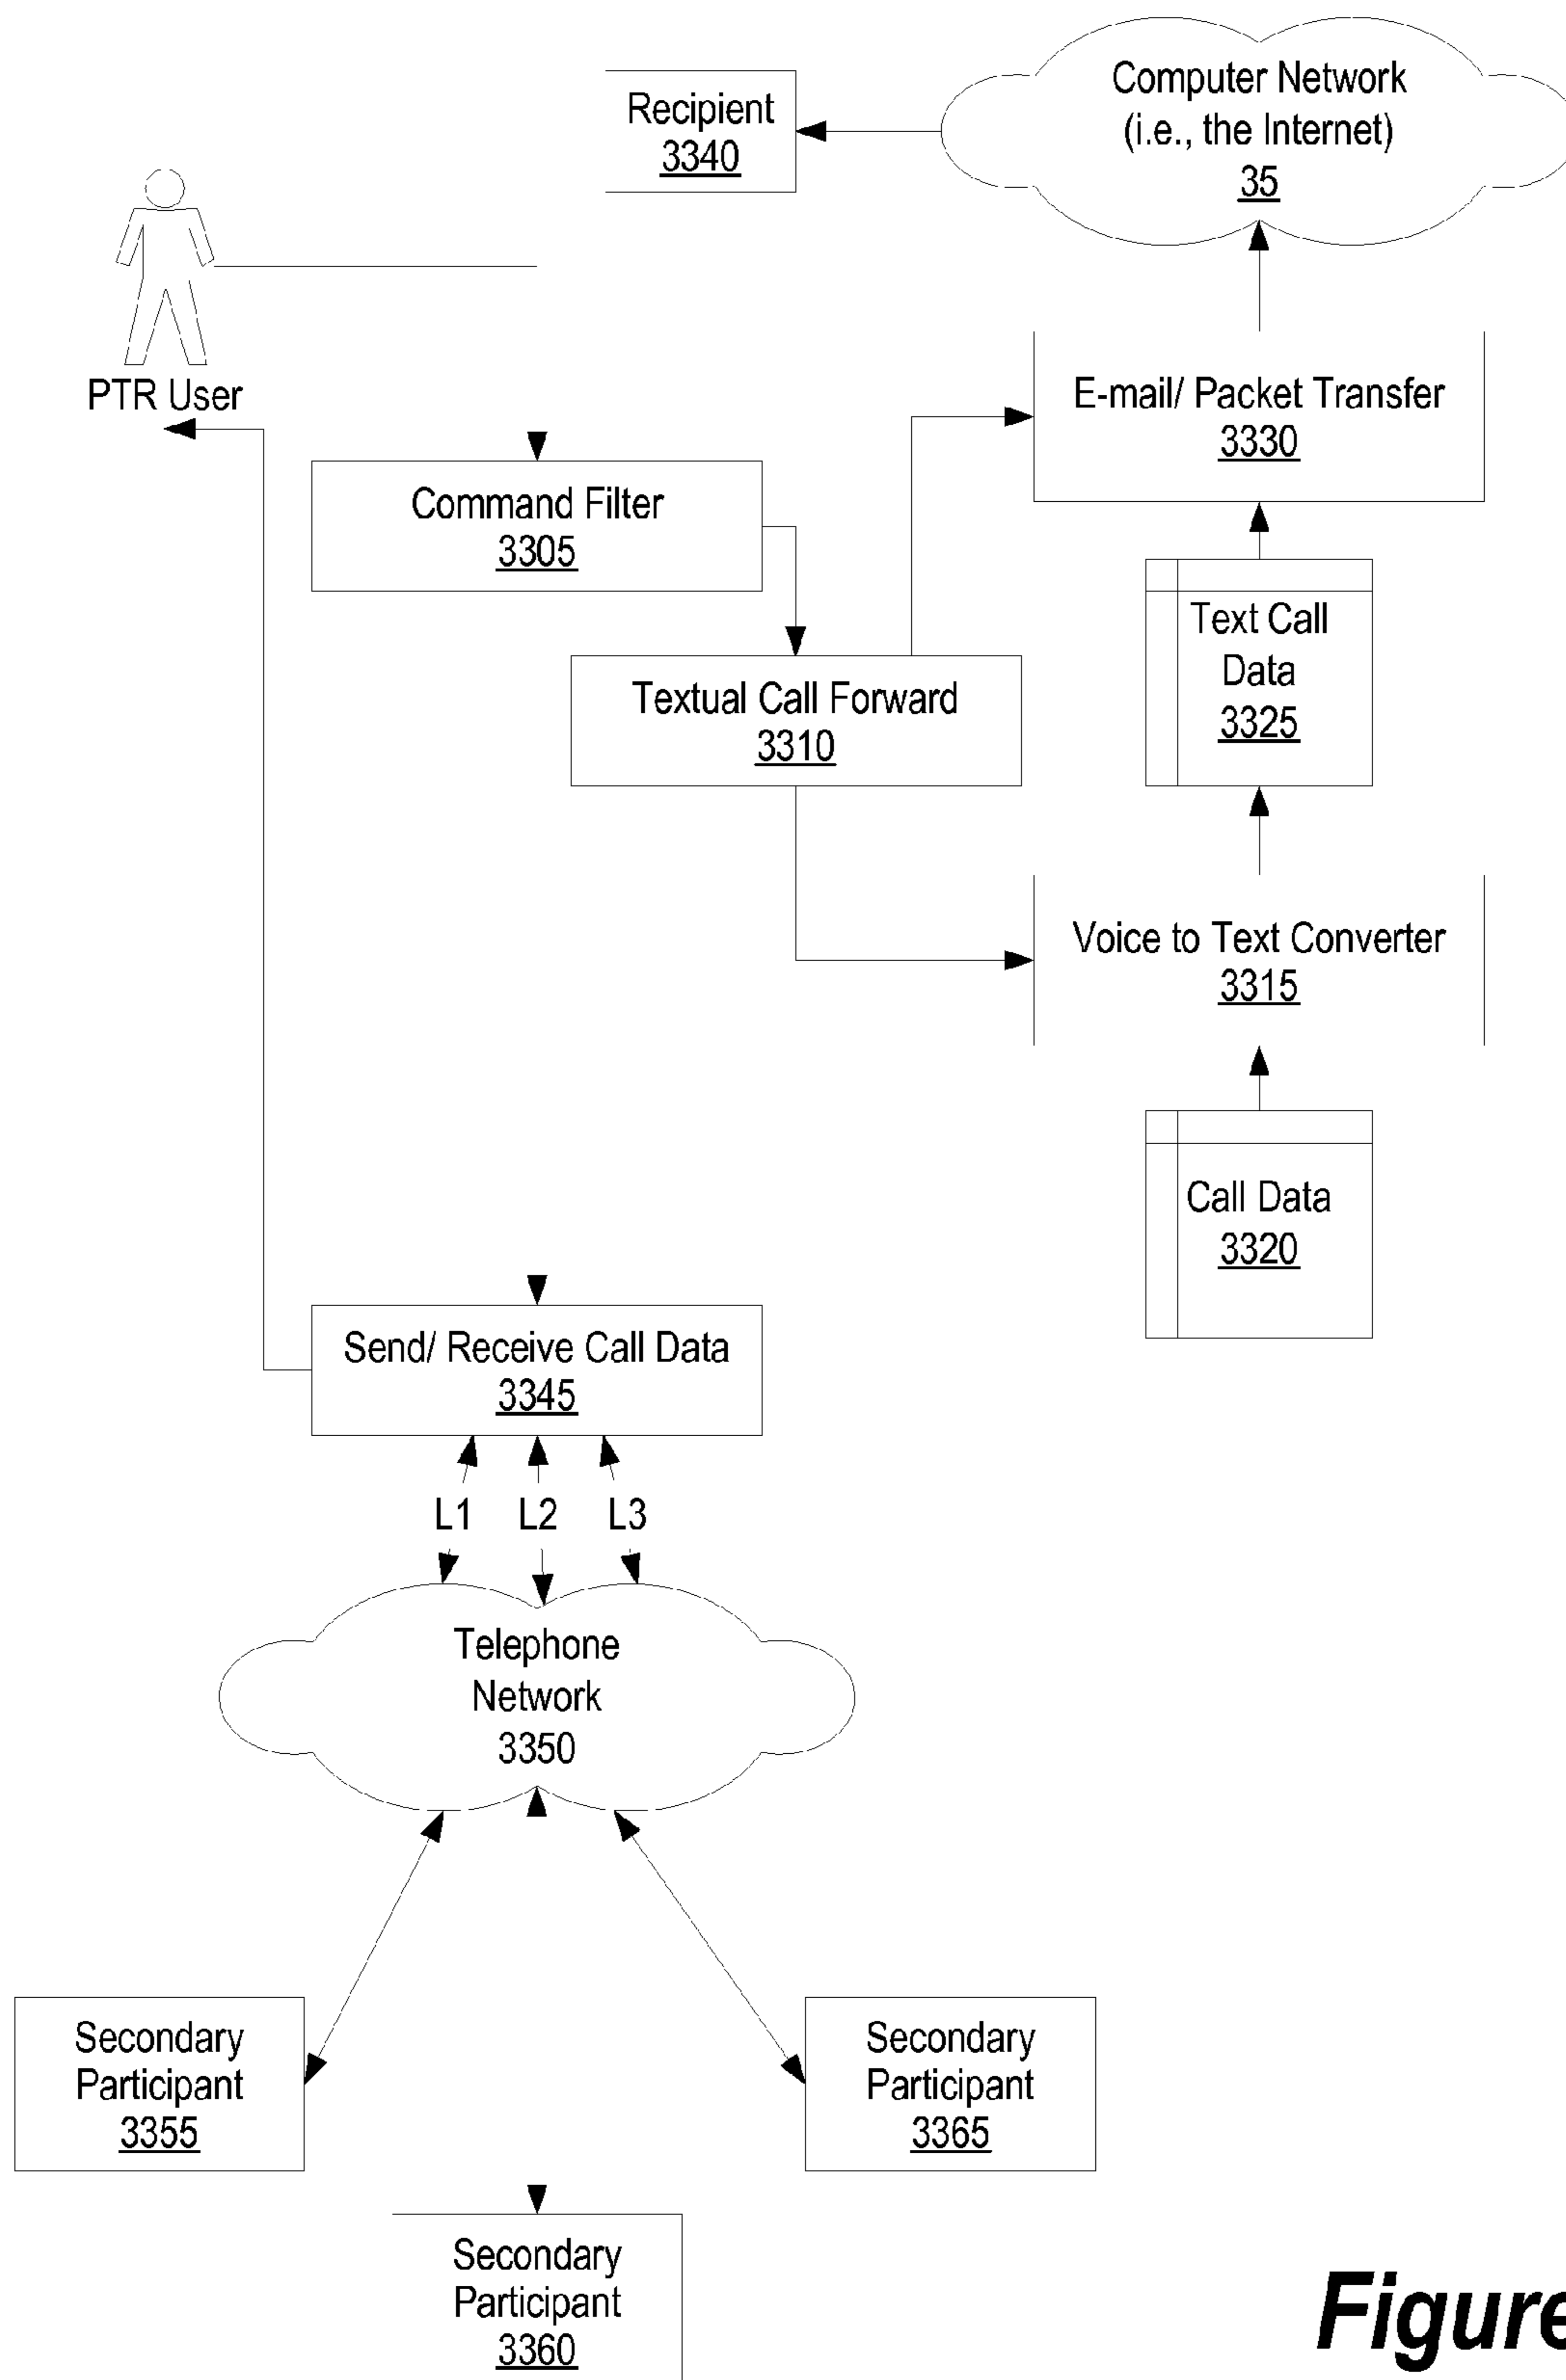 Computer Network
(i.e., the Internet)
35
Recipient
3340
PTR User
E-mail/ Packet Transfer
3330
Command Filter
3305
Text Call
Data
3325
Textual Call Forward
3310
Voice to Text Converter
3315
Call Data
3320
Send/ Receive Call Data
3345
L1 L2 L3
Telephone
Network
3350
Secondary
Participant
3355
Secondary
Participant
3365
Secondary
Participant
3360
Figure